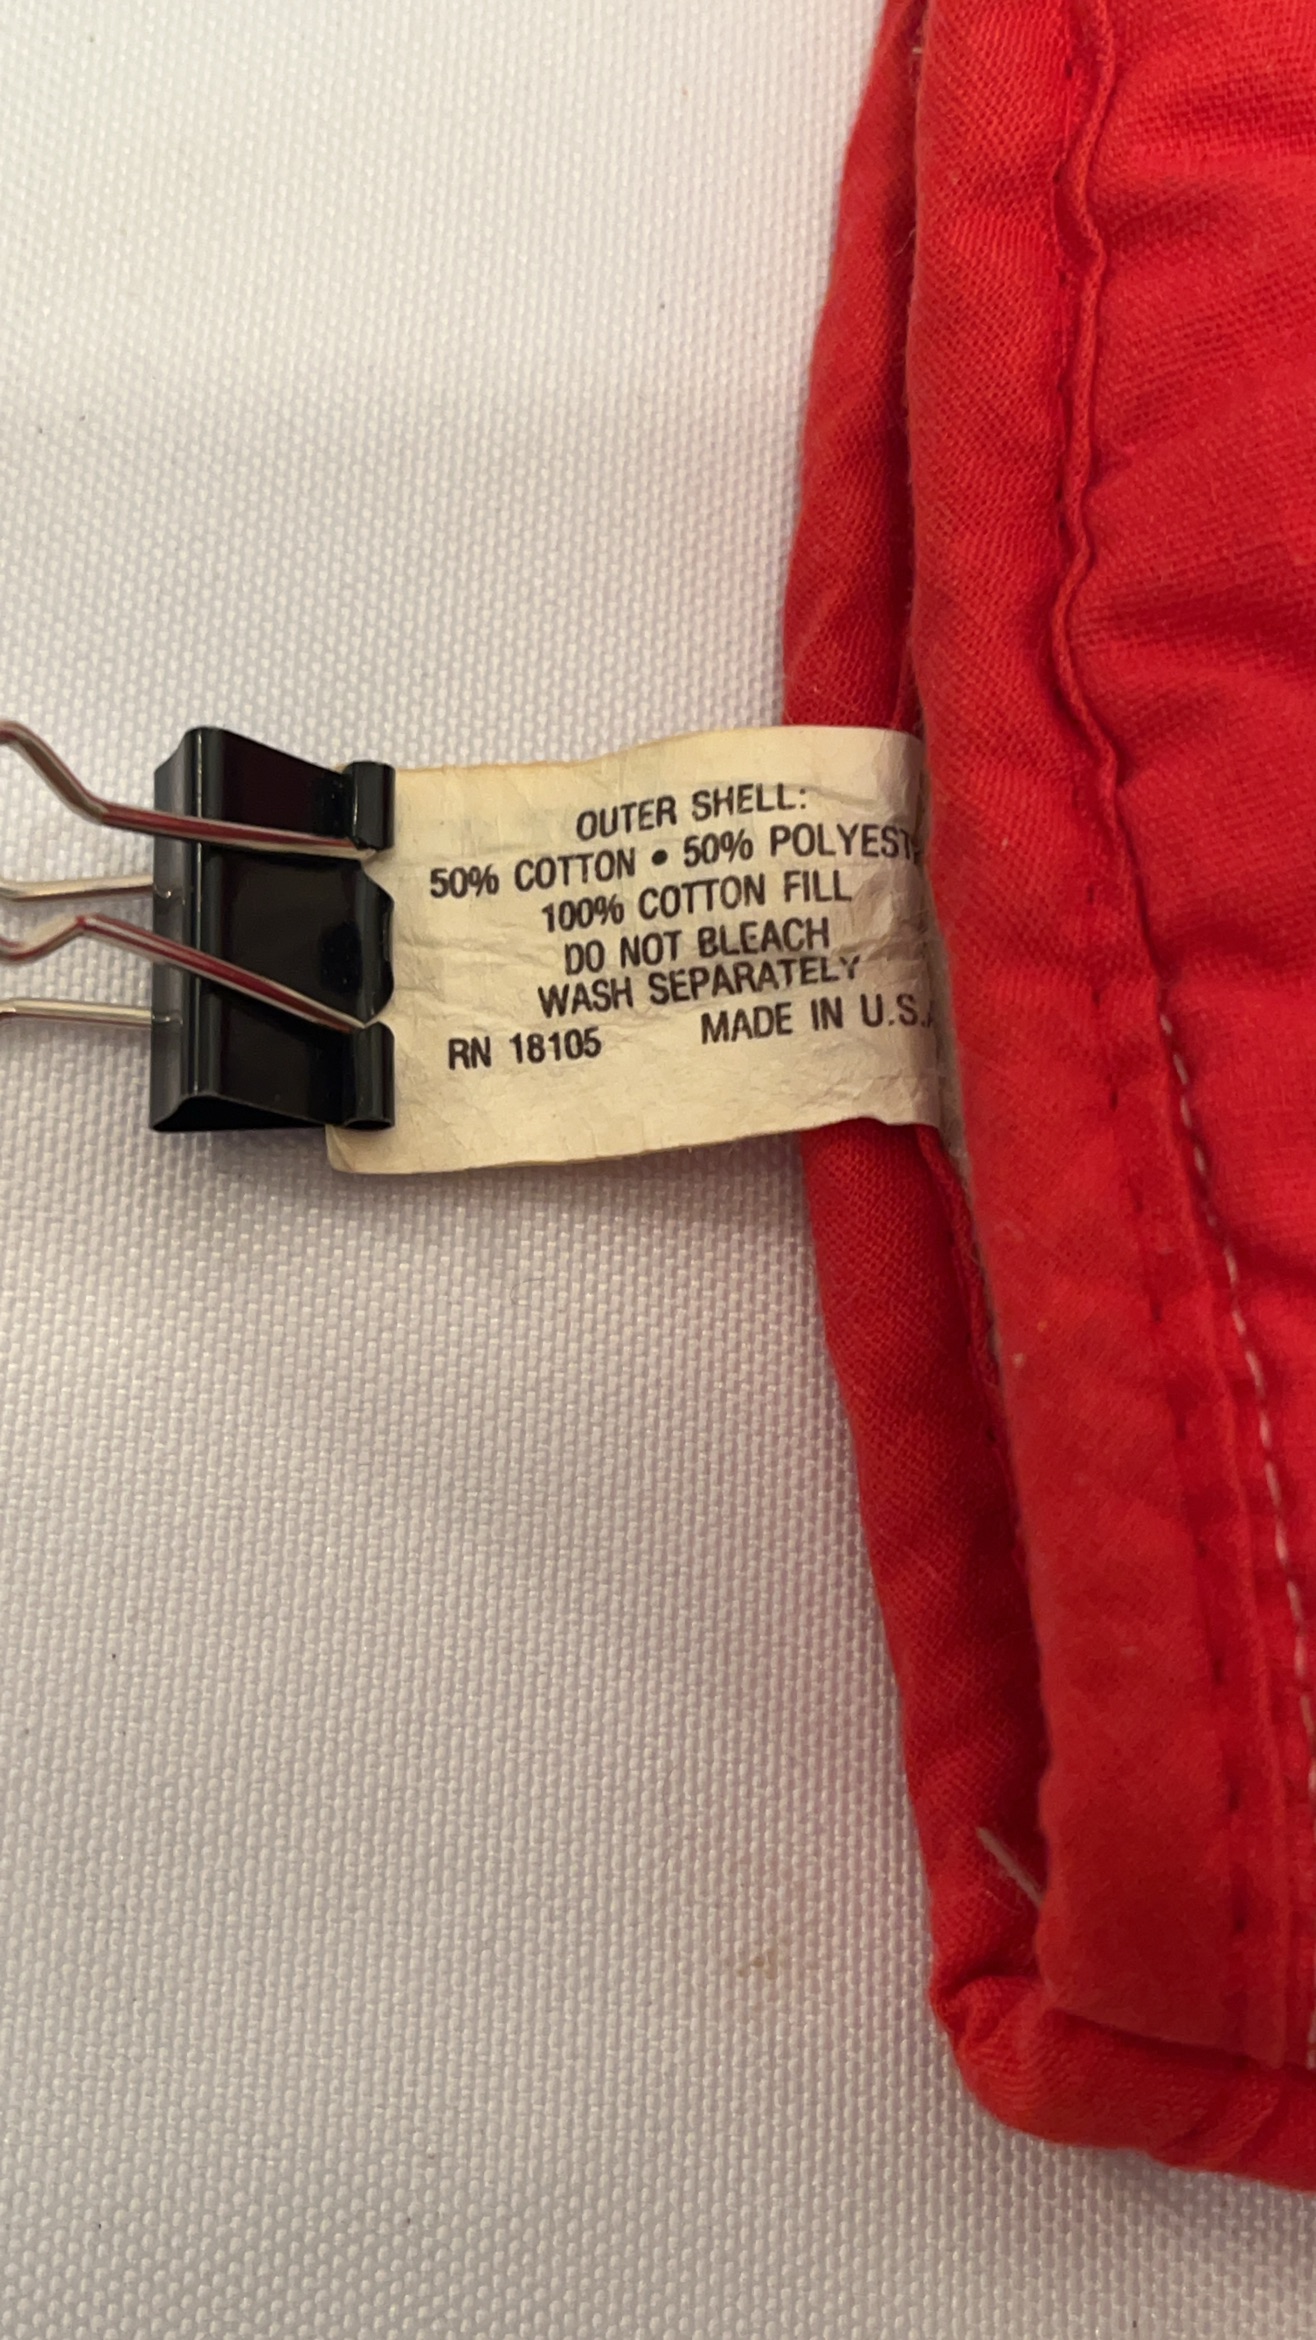 OUTER SHELL:
50% COTTON • 50% POLYEST
100% COTTON FILL
DO NOT BLEACH
WASH SEPARATELY
RN 18105 MADE IN U.S.